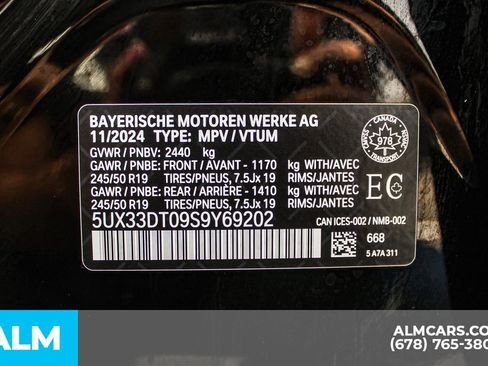 BAYERISCHE MOTOREN WERKE AG
11/2024 TYPE: MPV / VTUM
GVWR / PNBV: 2440 kg
GAWR / PNBE: FRONT / AVANT - 1170 kg WITH/AVEC
245/50 R19 TIRES/PNEUS, 7.5Jx 19 RIMS/JANTES
GAWR / PNBE: REAR / ARRIÈRE - 1410 kg WITH/AVEC
245/50 R19 TIRES/PNEUS, 7.5Jx 19 RIMS/JANTES
5UX33DT09S9Y69202
CAN ICES-002 / NMB-002
668
5 A7A 311
978
CANADA
EC
ALM
ALMCARS.CO
(678) 765-380